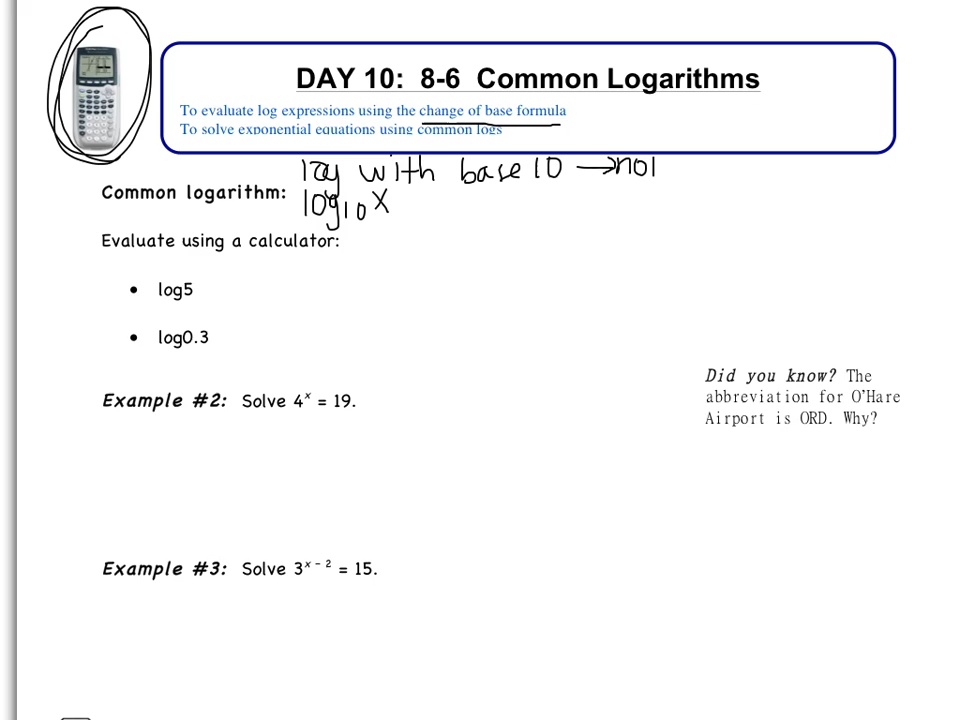 DAY 10: 8-6 Common Logarithms
To evaluate log expressions using the change of base formula
To solve exponential equations using common logs
log with base 10 →not
Common logarithm: log₁₀x
Evaluate using a calculator:
• log5
• log0.3
Did you know? The
abbreviation for O'Hare
Airport is ORD. Why?
Example #2: Solve 4ˣ = 19.
Example #3: Solve 3ˣ⁻² = 15.